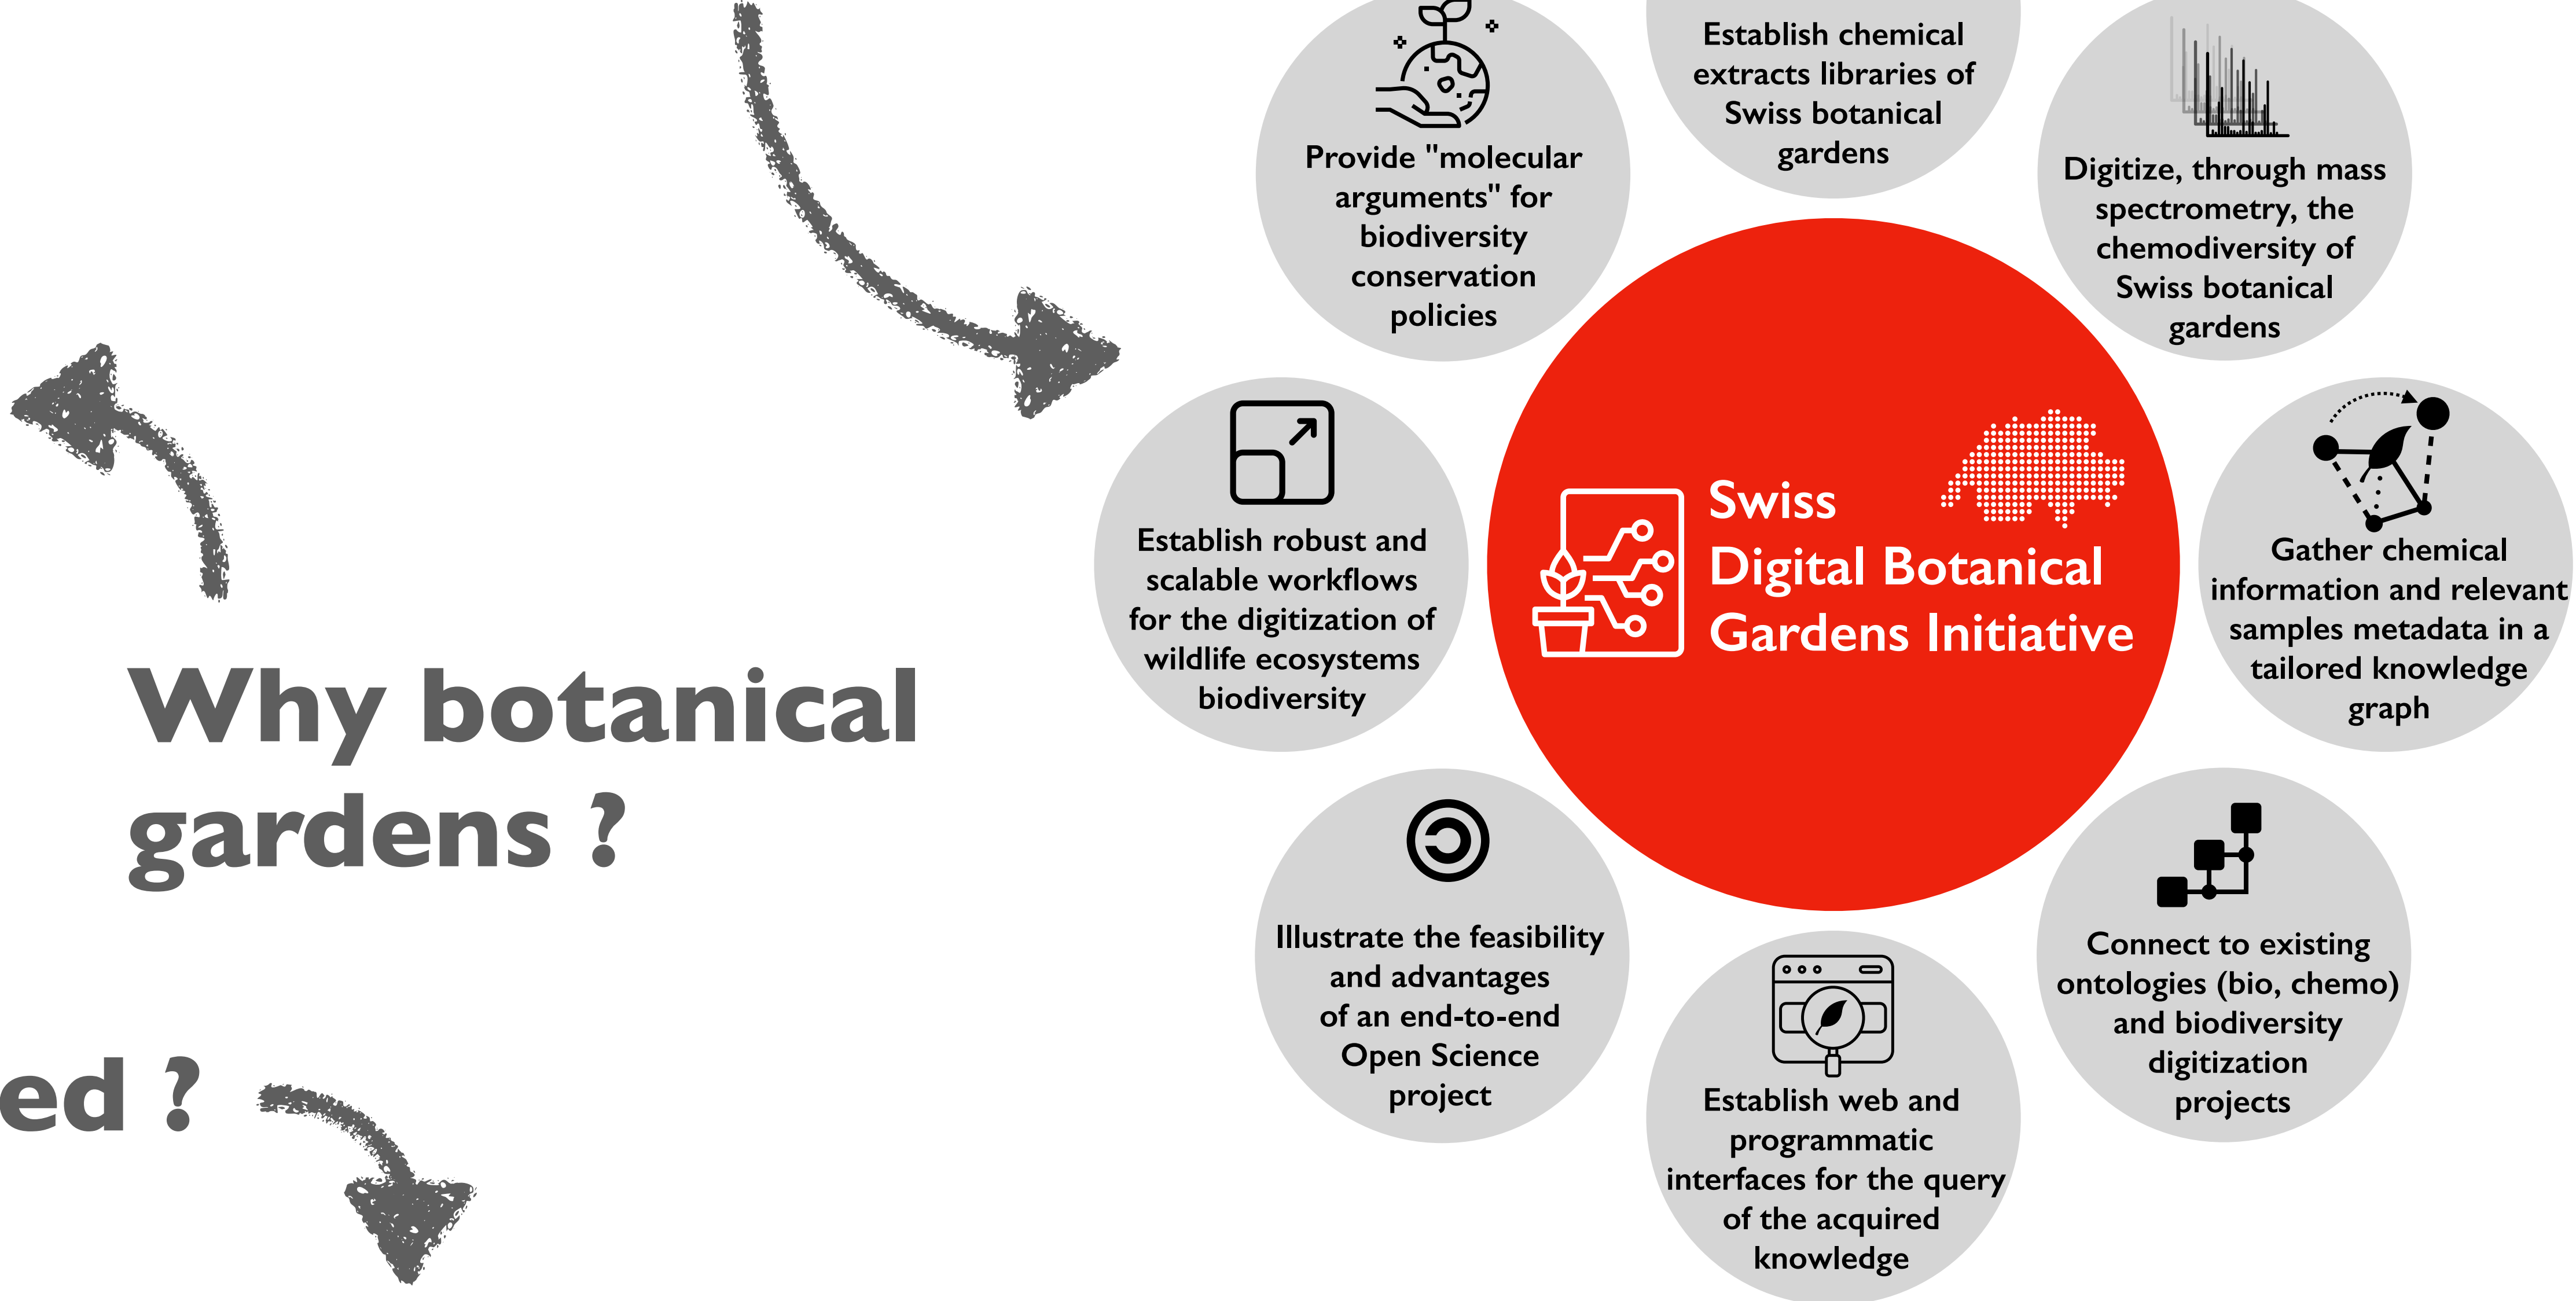 Why botanical
gardens ?
ed ?
Establish chemical
extracts libraries of
Swiss botanical
gardens
Digitize, through mass
spectrometry, the
chemodiversity of
Swiss botanical
gardens
Gather chemical
information and relevant
samples metadata in a
tailored knowledge
graph
Connect to existing
ontologies (bio, chemo)
and biodiversity
digitization
projects
Establish web and
programmatic
interfaces for the query
of the acquired
knowledge
Illustrate the feasibility
and advantages
of an end-to-end
Open Science
project
Establish robust and
scalable workflows
for the digitization of
wildlife ecosystems
biodiversity
Provide "molecular
arguments" for
biodiversity
conservation
policies
Swiss
Digital Botanical
Gardens Initiative